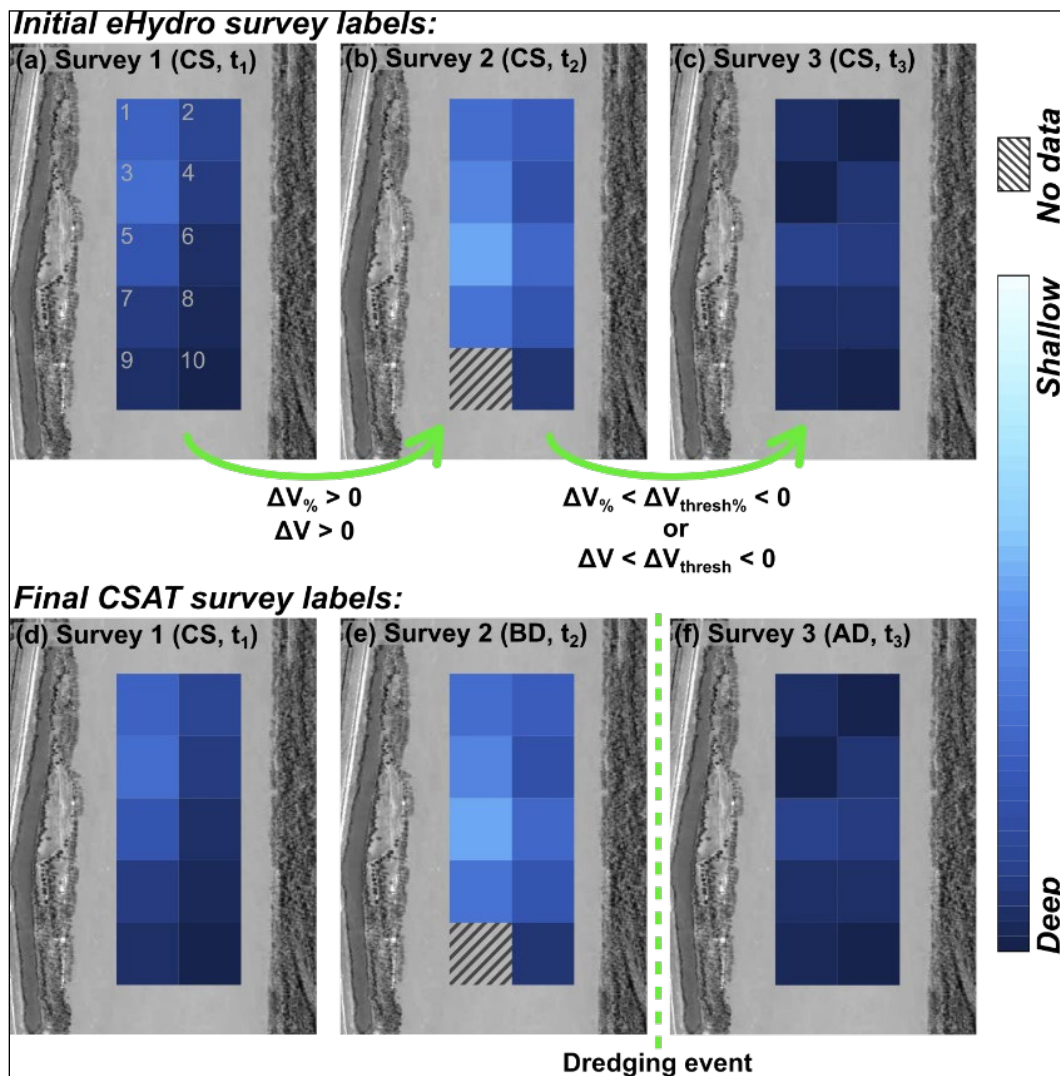 Initial eHydro survey labels:
(a) Survey 1 (CS, t₁)
(b) Survey 2 (CS, t₂)
(c) Survey 3 (CS, t₃)
1 2
3 4
5 6
7 8
9 10
No data
Shallow
Deep
ΔV% > 0
ΔV > 0
ΔV% < ΔVthresh% < 0
or
ΔV < ΔVthresh < 0
Final CSAT survey labels:
(d) Survey 1 (CS, t₁)
(e) Survey 2 (BD, t₂)
(f) Survey 3 (AD, t₃)
Dredging event